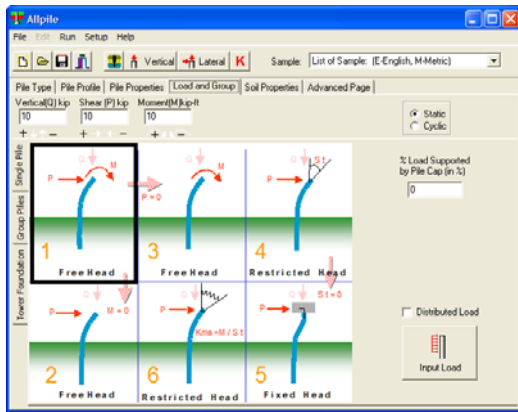 Allpile
File Edit Run Setup Help
Vertical Lateral K Sample: List of Sample: (E-English, M-Metric)
Pile Type Pile Profile Pile Properties Load and Group Soil Properties Advanced Page
Vertical(Q) kip Shear (P) kip Moment(M)kip-ft
10 10 10
Static
Cyclic
Single Pile
Group Piles
Tower Foundation
% Load Supported
by Pile Cap (in %)
0
Q M
P
P = 0
1
Free Head
Q M
3
Free Head
Q St
P
4
Restricted Head
Q
P M = 0
2
Free Head
Q
P
Kms=M / St
6
Restricted Head
Q St=0
P
5
Fixed Head
Distributed Load
Input Load